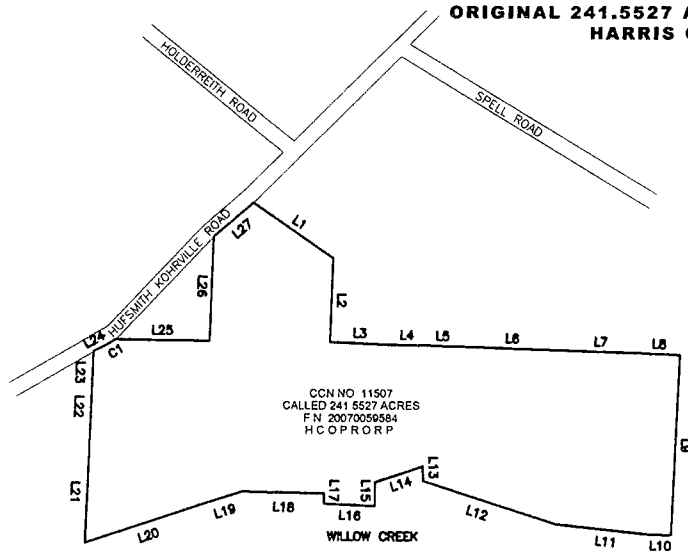 ORIGINAL 241.5527 A
HARRIS C
HOLDERREITH ROAD
SPELL ROAD
HUFSMITH KOHRVILLE ROAD
L27
L1
L26
L2
L24
C1
L25
L3
L4
L5
L6
L7
L8
L23
L22
L9
CCN NO 11507
CALLED 241 5527 ACRES
F N 20070059584
H C O P R O R P
L21
L20
L19
L18
L17
L16
L15
L14
L13
L12
L11
L10
WILLOW CREEK